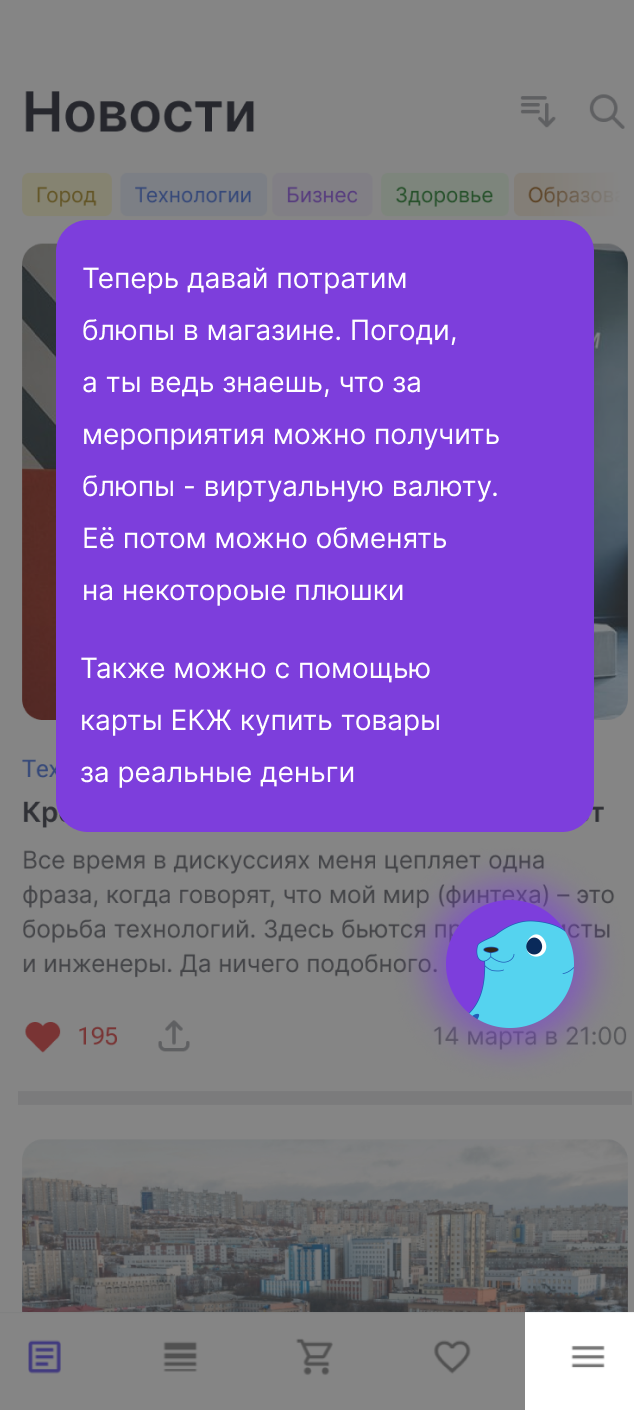 Новости
Город Технологии Бизнес Здоровье
Теперь давай потратим
блюпы в магазине. Погоди,
а ты ведь знаешь, что за
мероприятия можно получить
блюпы - виртуальную валюту.
Её потом можно обменять
на некотороые плюшки
Также можно с помощью
карты ЕКЖ купить товары
за реальные деньги
Все время в дискуссиях меня цепляет одна
фраза, когда говорят, что мой мир (финтеха) – это
борьба технологий. Здесь бьются
и инженеры. Да ничего подобного.
195 14 марта в 21:00